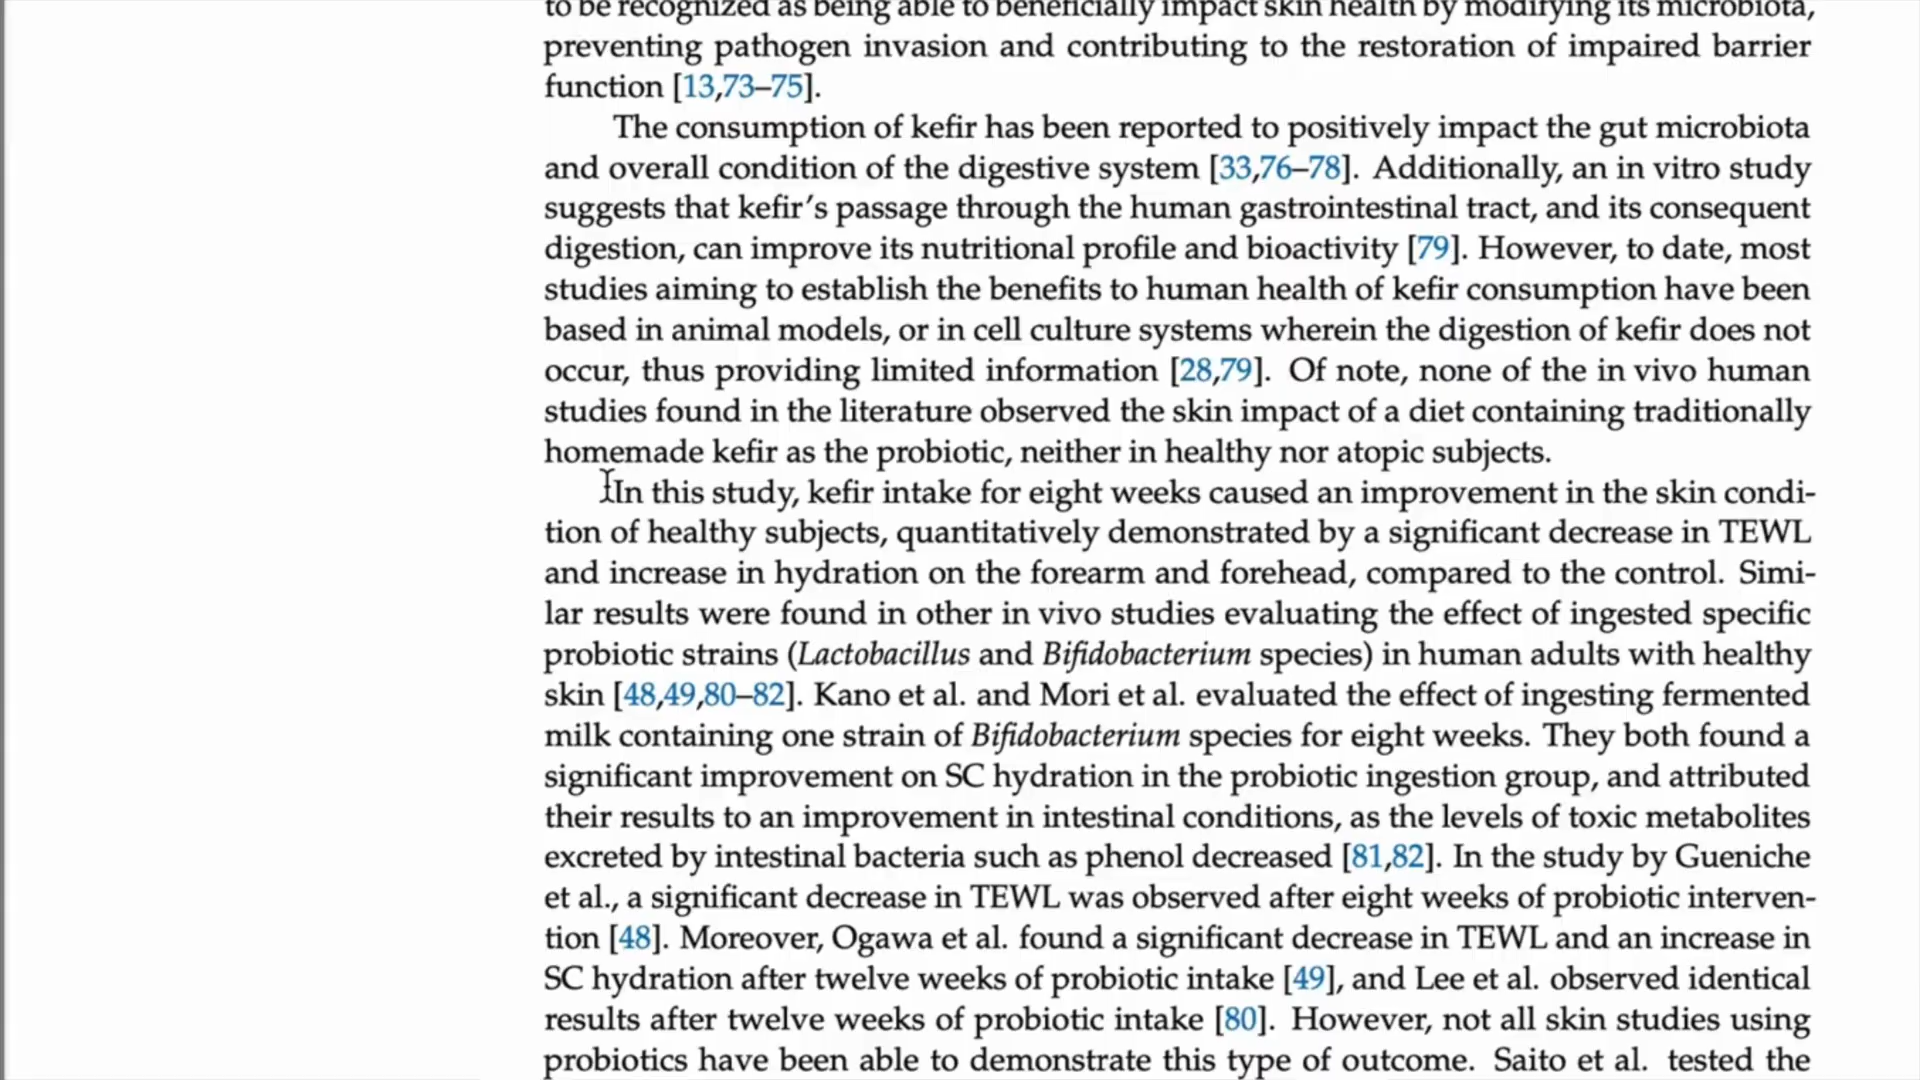 to be recognized as being able to beneficially impact skin health by modifying its microbiota,
preventing pathogen invasion and contributing to the restoration of impaired barrier
function [13,73–75].
The consumption of kefir has been reported to positively impact the gut microbiota
and overall condition of the digestive system [33,76–78]. Additionally, an in vitro study
suggests that kefir's passage through the human gastrointestinal tract, and its consequent
digestion, can improve its nutritional profile and bioactivity [79]. However, to date, most
studies aiming to establish the benefits to human health of kefir consumption have been
based in animal models, or in cell culture systems wherein the digestion of kefir does not
occur, thus providing limited information [28,79]. Of note, none of the in vivo human
studies found in the literature observed the skin impact of a diet containing traditionally
homemade kefir as the probiotic, neither in healthy nor atopic subjects.
In this study, kefir intake for eight weeks caused an improvement in the skin condi-
tion of healthy subjects, quantitatively demonstrated by a significant decrease in TEWL
and increase in hydration on the forearm and forehead, compared to the control. Simi-
lar results were found in other in vivo studies evaluating the effect of ingested specific
probiotic strains (Lactobacillus and Bifidobacterium species) in human adults with healthy
skin [48,49,80–82]. Kano et al. and Mori et al. evaluated the effect of ingesting fermented
milk containing one strain of Bifidobacterium species for eight weeks. They both found a
significant improvement on SC hydration in the probiotic ingestion group, and attributed
their results to an improvement in intestinal conditions, as the levels of toxic metabolites
excreted by intestinal bacteria such as phenol decreased [81,82]. In the study by Gueniche
et al., a significant decrease in TEWL was observed after eight weeks of probiotic interven-
tion [48]. Moreover, Ogawa et al. found a significant decrease in TEWL and an increase in
SC hydration after twelve weeks of probiotic intake [49], and Lee et al. observed identical
results after twelve weeks of probiotic intake [80]. However, not all skin studies using
probiotics have been able to demonstrate this type of outcome. Saito et al. tested the